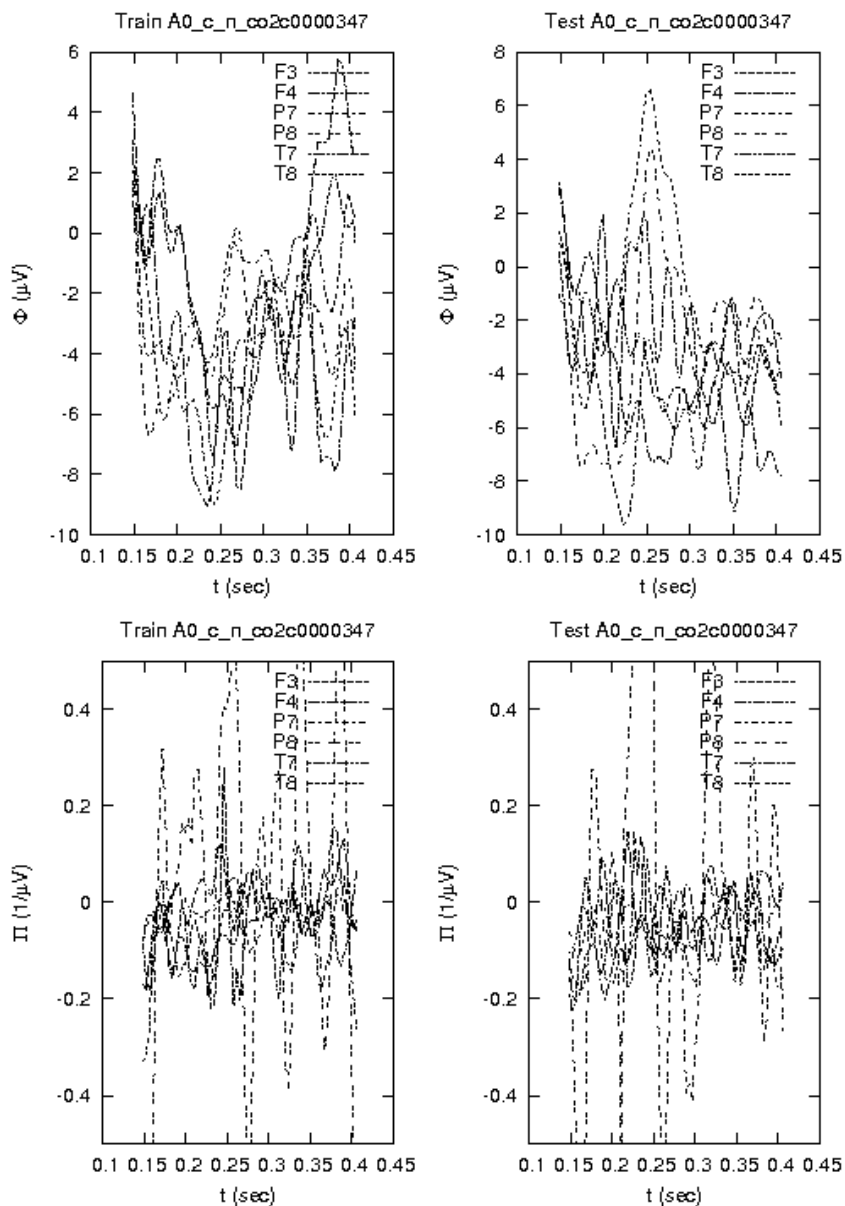 Train A0_c_n_co2c0000347
6
4
2
0
-2
-4
-6
-8
-10
Φ (μV)
0.1 0.15 0.2 0.25 0.3 0.35 0.4 0.45
t (sec)
F3
F4
P7
P8
T7
T8
Test A0_c_n_co2c0000347
8
6
4
2
0
-2
-4
-6
-8
-10
Φ (μV)
0.1 0.15 0.2 0.25 0.3 0.35 0.4 0.45
t (sec)
F3
F4
P7
P8
T7
T8
Train A0_c_n_co2c0000347
0.4
0.2
0
-0.2
-0.4
Π (1/μV)
0.1 0.15 0.2 0.25 0.3 0.35 0.4 0.45
t (sec)
F3
F4
P7
P8
T7
T8
Test A0_c_n_co2c0000347
0.4
0.2
0
-0.2
-0.4
Π (1/μV)
0.1 0.15 0.2 0.25 0.3 0.35 0.4 0.45
t (sec)
F3
F4
P7
P8
T7
T8